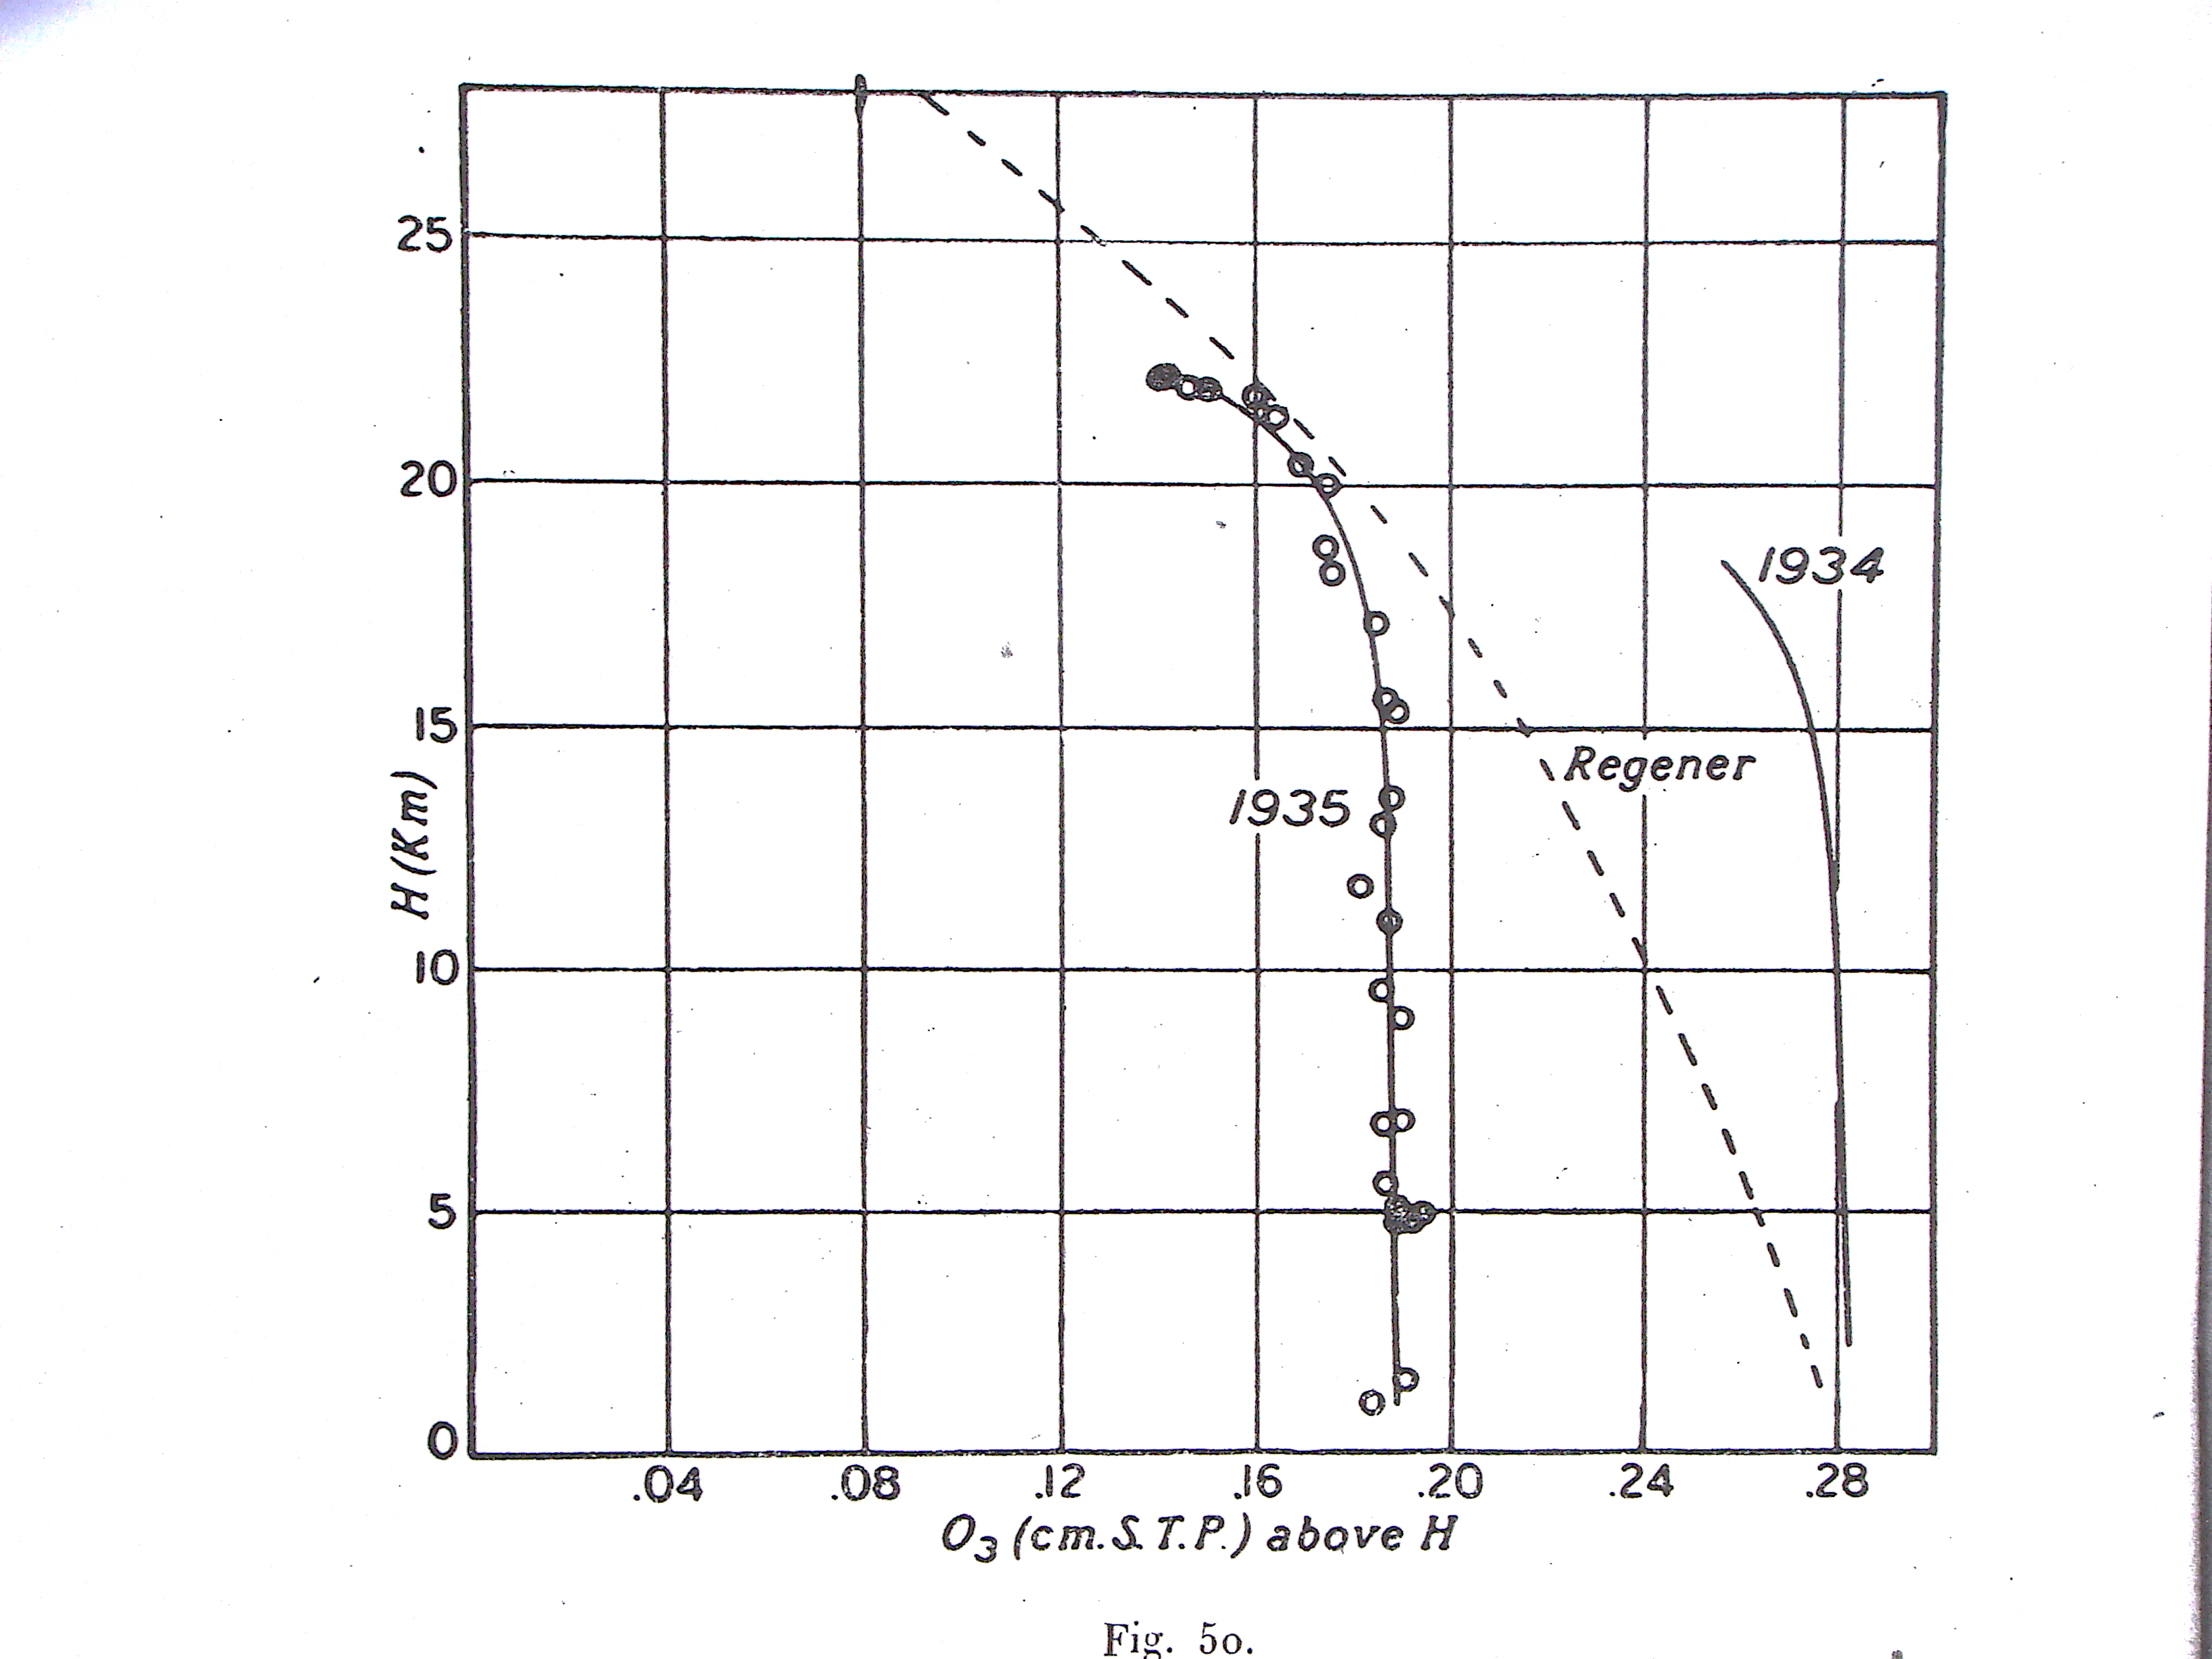 25
20
1934
15
Regener
1935
H (Km)
10
5
0
.04 .08 .12 .16 .20 .24 .28
O₃ (cm. S. T. P.) above H
Fig. 50.